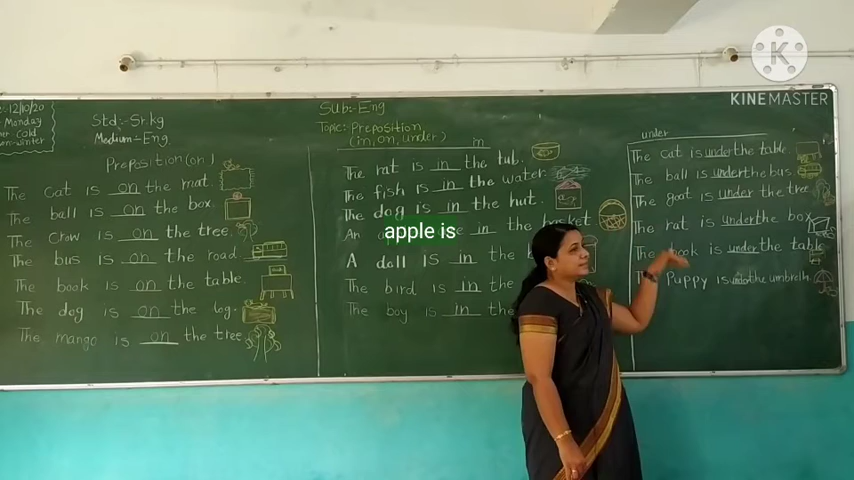 12/10/20
Monday
Cold
winter
Std:- Sr.kg
Medium:- Eng
Preposition (on)
The cat is on the mat.
The ball is on the box.
The crow is on the tree.
The bus is on the road
The book is on the table.
The dog is on the log.
The mango is on the tree
Sub:- Eng
Topic:- Preposition
(in, on, under)
in
The rat is in the tub.
The fish is in the water.
The dog is in the hut.
An in the basket
apple is
A doll is in the
The bird is in the
The boy is in the
under
The cat is under the table
The ball is under the bus
The goat is under the tree
The rat is under the box
The book is under the table
Puppy is under the umbrella
K
KINEMASTER